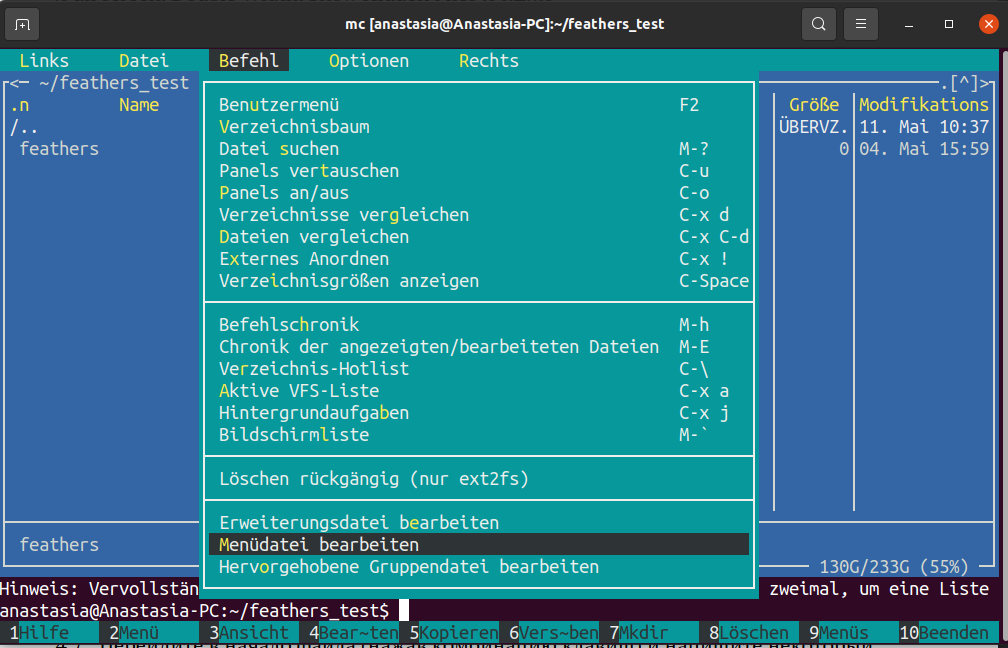 mc [anastasia@Anastasia-PC]:~/feathers_test
Links Datei Befehl Optionen Rechts
<— ~/feathers_test .[^]>
.n Name Größe Modifikations
/.. ÜBERVZ. 11. Mai 10:37
feathers 0 04. Mai 15:59
Benutzermenü F2
Verzeichnisbaum
Datei suchen M-?
Panels vertauschen C-u
Panels an/aus C-o
Verzeichnisse vergleichen C-x d
Dateien vergleichen C-x C-d
Externes Anordnen C-x !
Verzeichnisgrößen anzeigen C-Space
Befehlschronik M-h
Chronik der angezeigten/bearbeiteten Dateien M-E
Verzeichnis-Hotlist C-\
Aktive VFS-Liste C-x a
Hintergrundaufgaben C-x j
Bildschirmliste M-`
Löschen rückgängig (nur ext2fs)
Erweiterungsdatei bearbeiten
Menüdatei bearbeiten
Hervorgehobene Gruppendatei bearbeiten
feathers
130G/233G (55%)
Hinweis: Vervollstän zweimal, um eine Liste
anastasia@Anastasia-PC:~/feathers_test$
1Hilfe 2Menü 3Ansicht 4Bear~ten 5Kopieren 6Vers~ben 7Mkdir 8Löschen 9Menüs 10Beenden